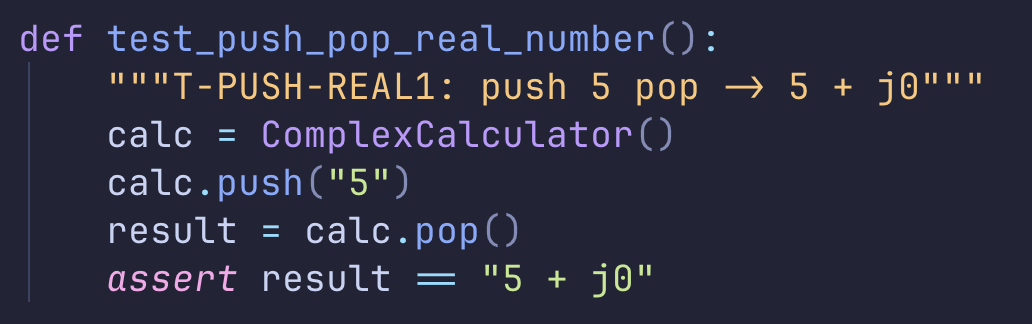 def test_push_pop_real_number():
    """T-PUSH-REAL1: push 5 pop -> 5 + j0"""
    calc = ComplexCalculator()
    calc.push("5")
    result = calc.pop()
    assert result == "5 + j0"